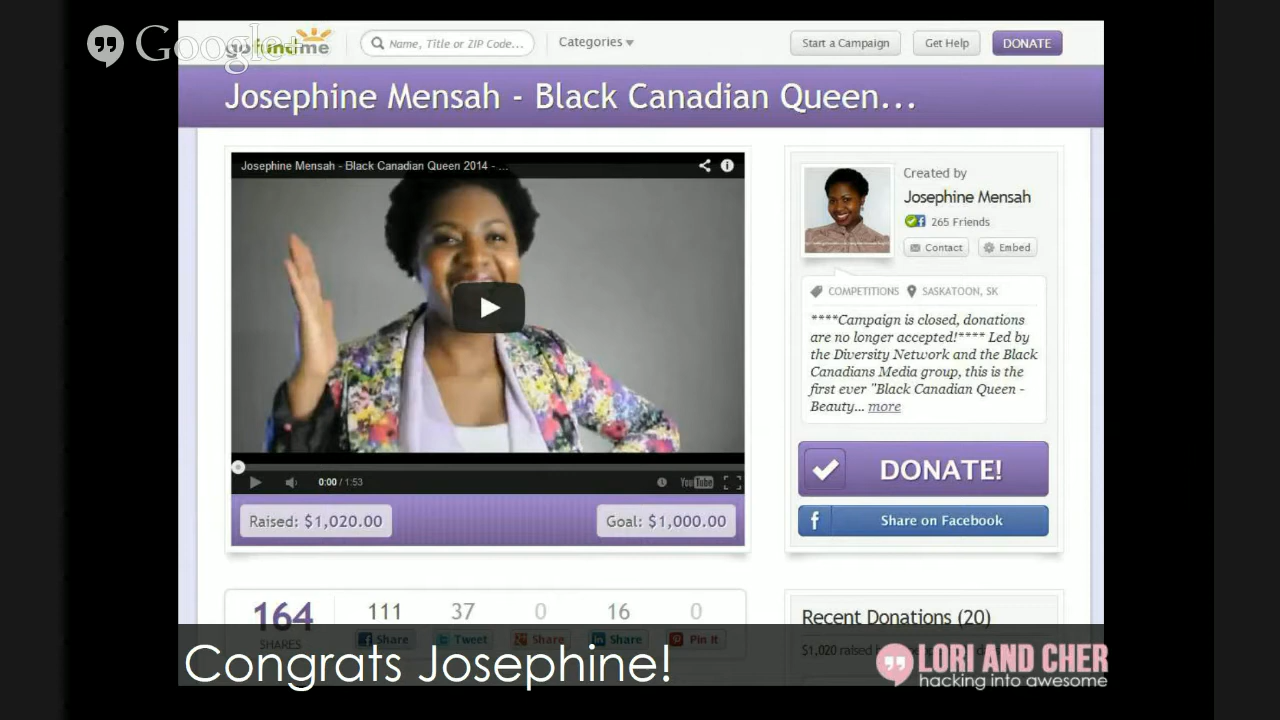 Google+
gofundme
Name, Title or ZIP Code...
Categories
Start a Campaign
Get Help
DONATE
Josephine Mensah - Black Canadian Queen...
Josephine Mensah - Black Canadian Queen 2014 - ...
0:00 / 1:53
YouTube
Raised: $1,020.00
Goal: $1,000.00
Created by
Josephine Mensah
265 Friends
Contact
Embed
COMPETITIONS
SASKATOON, SK
****Campaign is closed, donations
are no longer accepted!**** Led by
the Diversity Network and the Black
Canadians Media group, this is the
first ever "Black Canadian Queen -
Beauty... more
DONATE!
Share on Facebook
164
SHARES
111
37
0
16
0
Share
Tweet
Share
Share
Pin It
Recent Donations (20)
$1,020 raised
Congrats Josephine!
LORI AND CHER
hacking into awesome